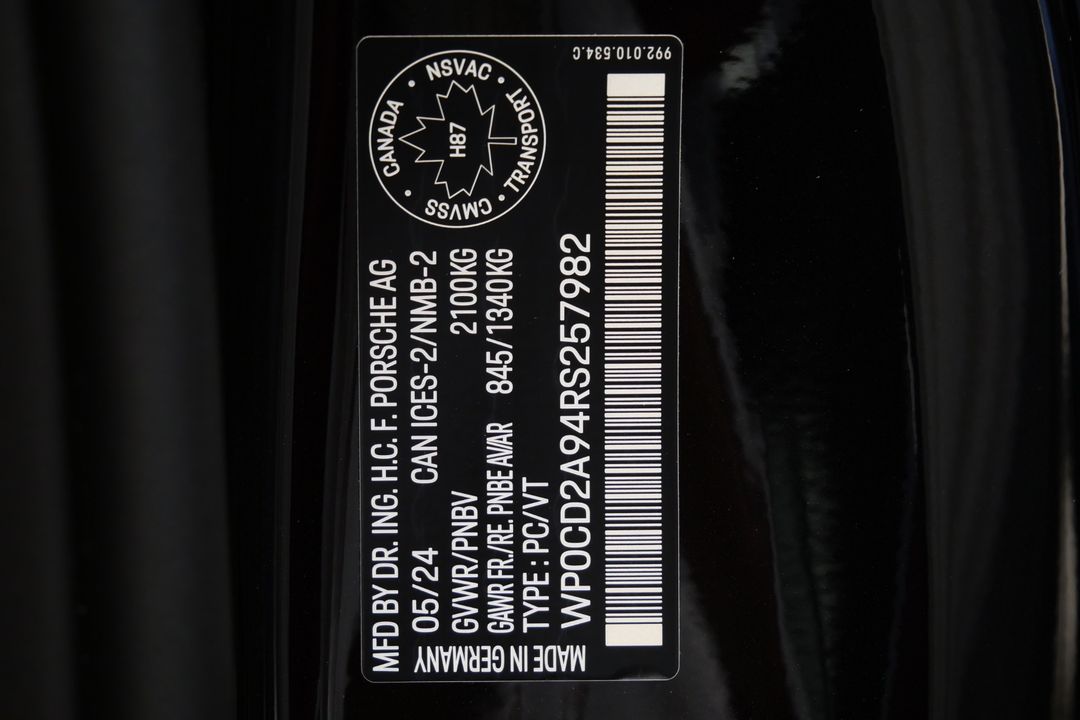 MFD BY DR. ING. H.C. F. PORSCHE AG
05/24 CAN ICES-2/NMB-2
GVWR/PNBV 2100KG
GAWR FR./RE. PNBE AV/AR 845/1340KG
TYPE : PC/VT
WP0CD2A94RS257982
MADE IN GERMANY
CANADA • NSVAC • TRANSPORT • CMVSS •
H87
992.010.534.C